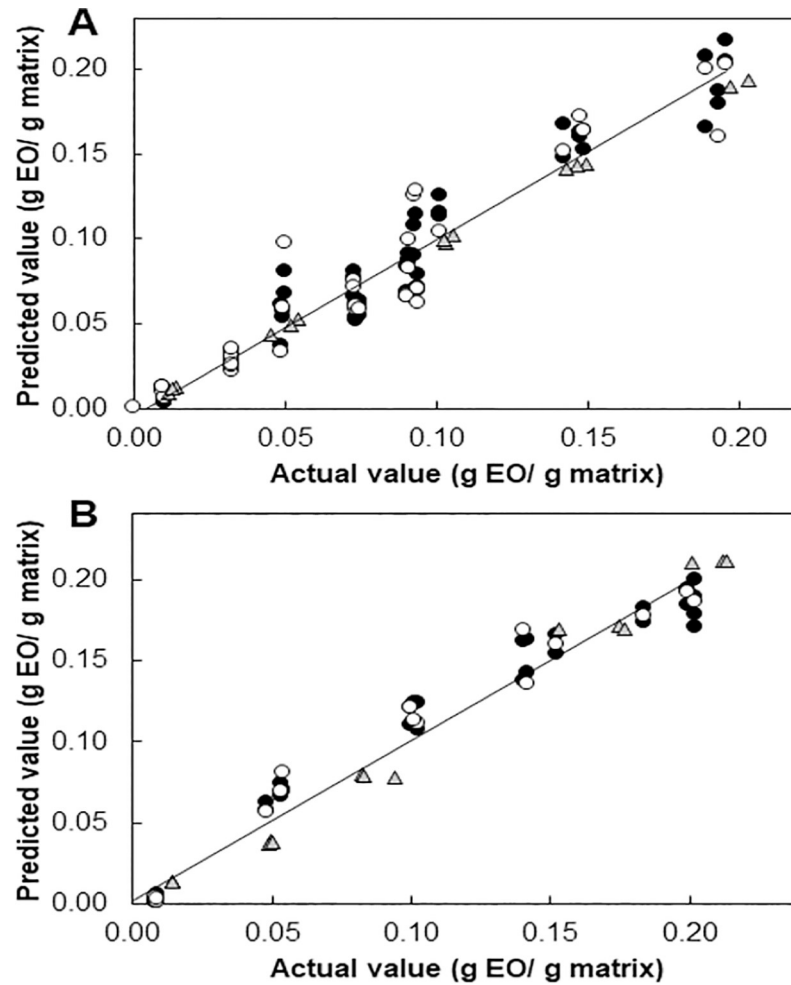 A
Predicted value (g EO/ g matrix)
0.20
0.15
0.10
0.05
0.00
0.00 0.05 0.10 0.15 0.20
Actual value (g EO/ g matrix)
B
Predicted value (g EO/ g matrix)
0.20
0.15
0.10
0.05
0.00
0.00 0.05 0.10 0.15 0.20
Actual value (g EO/ g matrix)